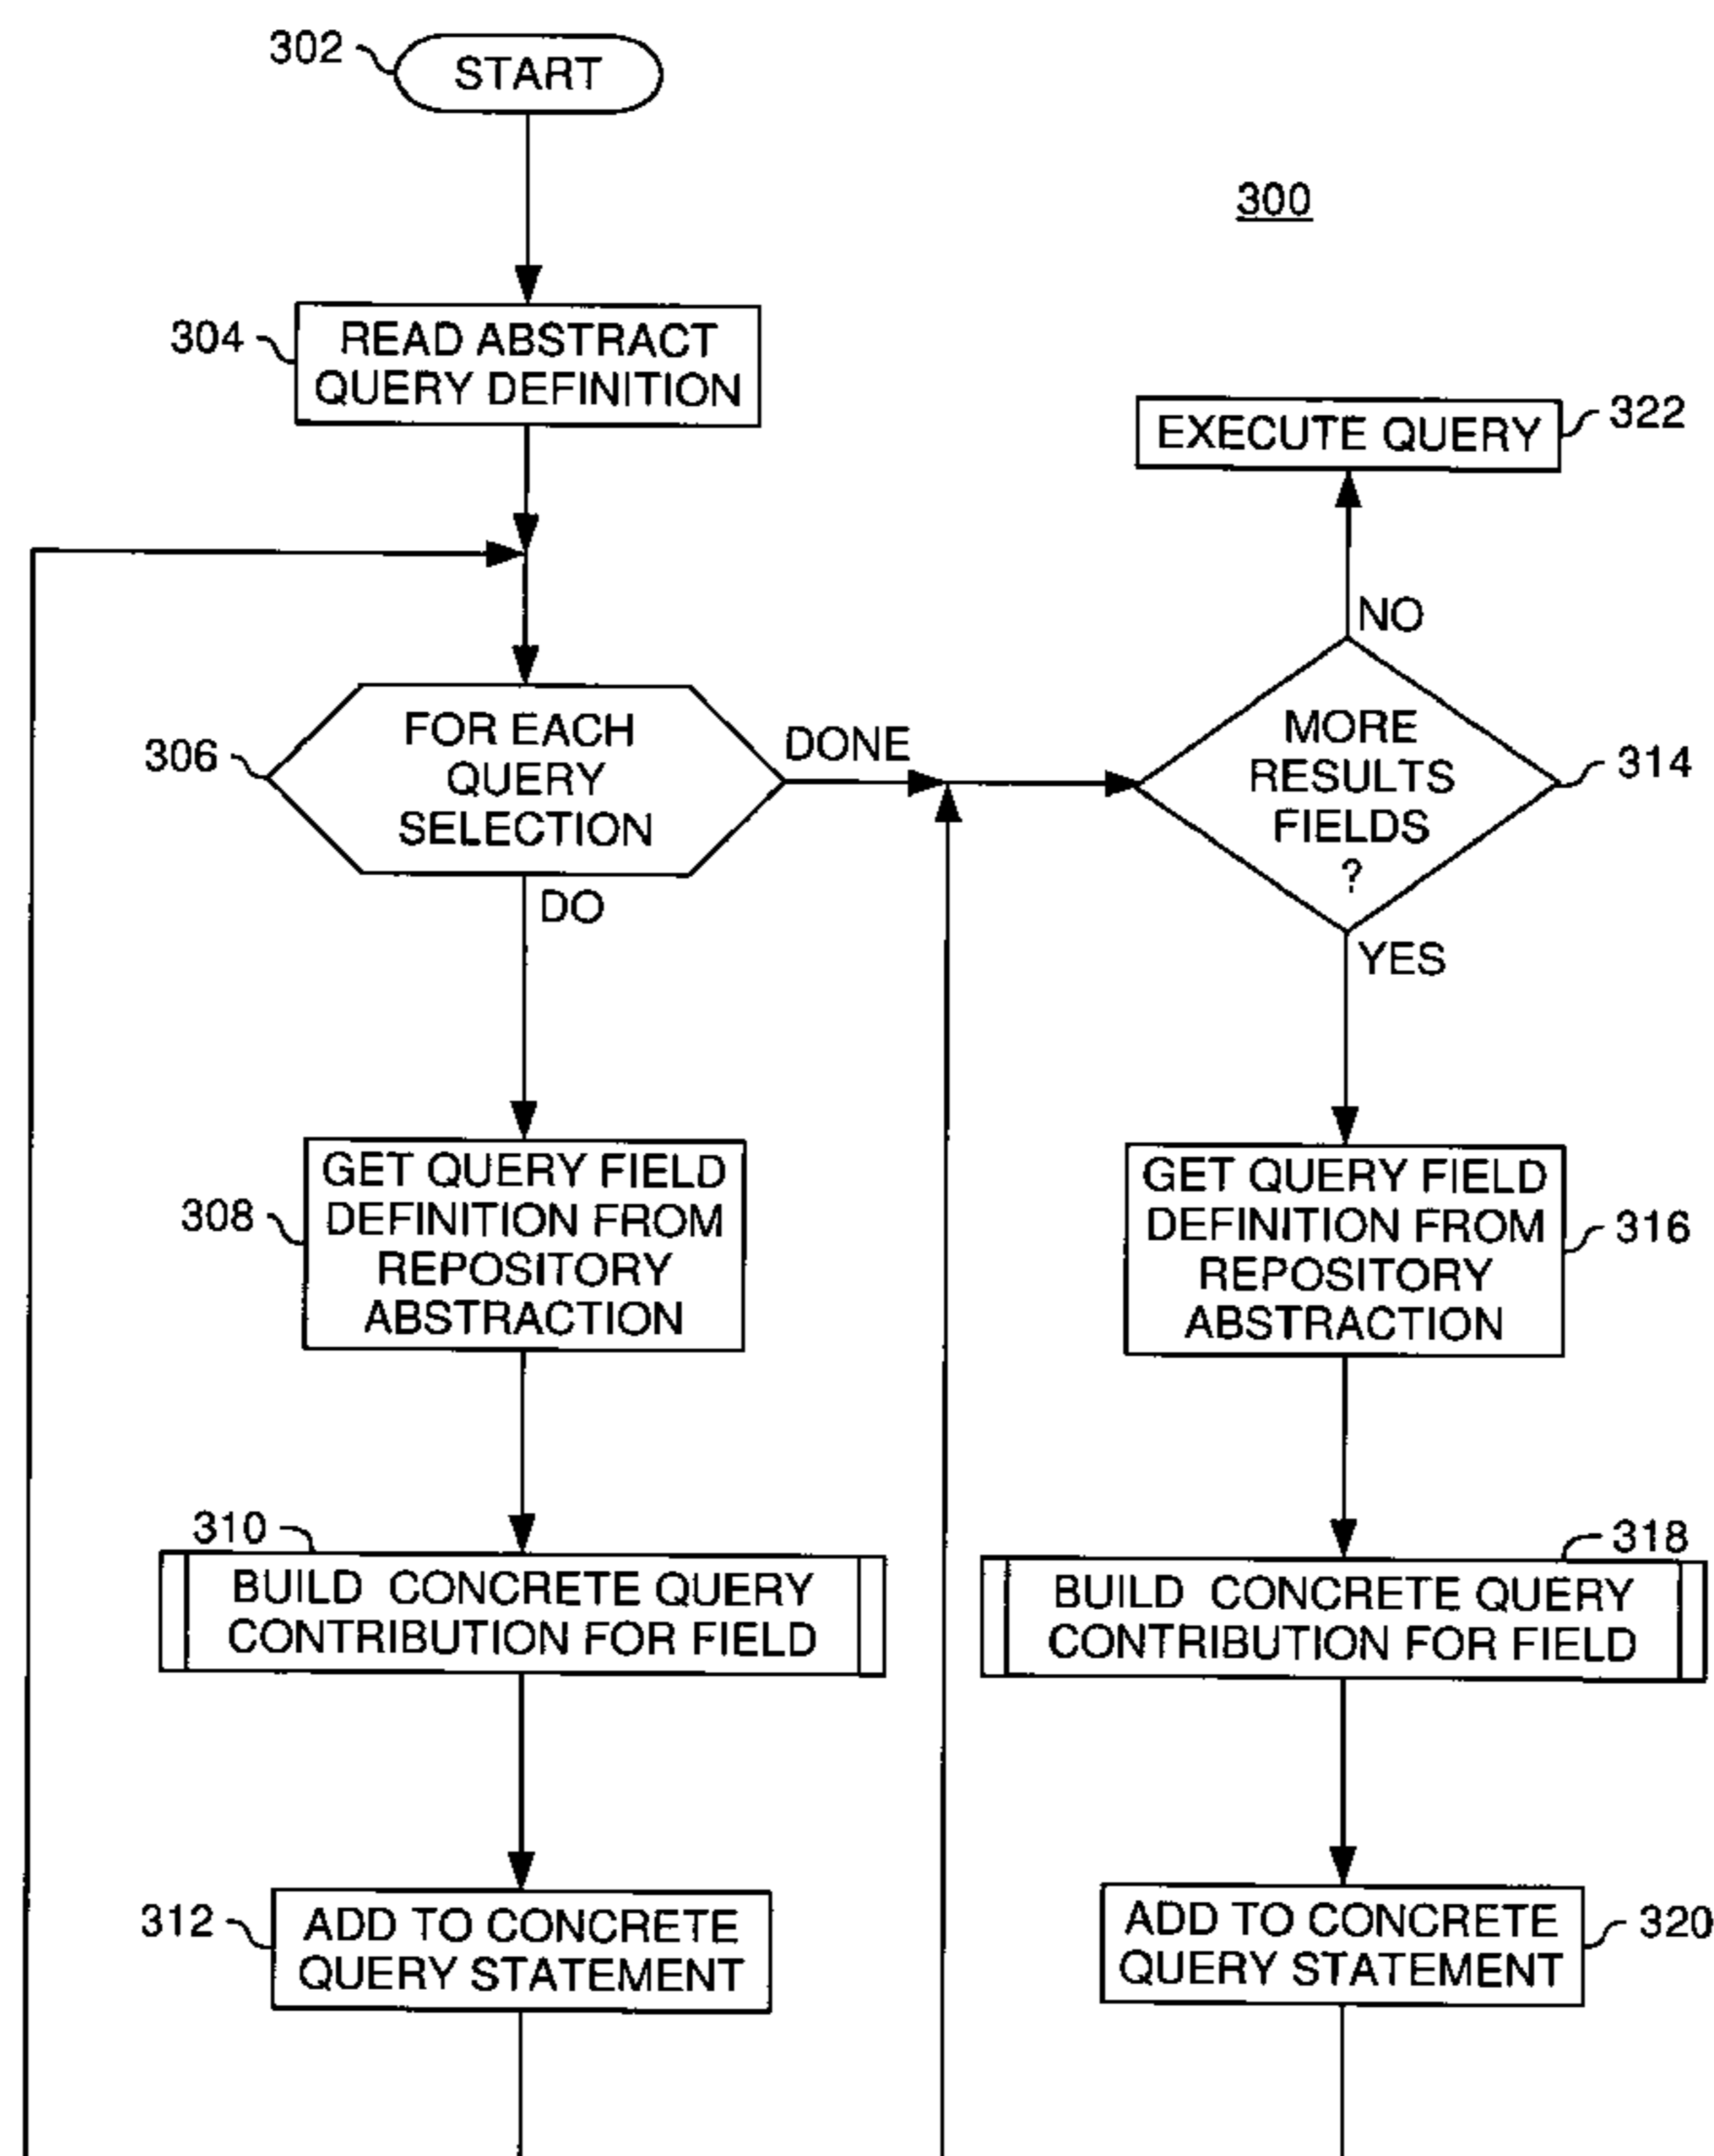 302
START
300
304
READ ABSTRACT
QUERY DEFINITION
EXECUTE QUERY
322
NO
306
FOR EACH
QUERY
SELECTION
DONE
MORE
RESULTS
FIELDS
?
314
DO
YES
308
GET QUERY FIELD
DEFINITION FROM
REPOSITORY
ABSTRACTION
GET QUERY FIELD
DEFINITION FROM
REPOSITORY
ABSTRACTION
316
310
BUILD CONCRETE QUERY
CONTRIBUTION FOR FIELD
318
BUILD CONCRETE QUERY
CONTRIBUTION FOR FIELD
312
ADD TO CONCRETE
QUERY STATEMENT
ADD TO CONCRETE
QUERY STATEMENT
320